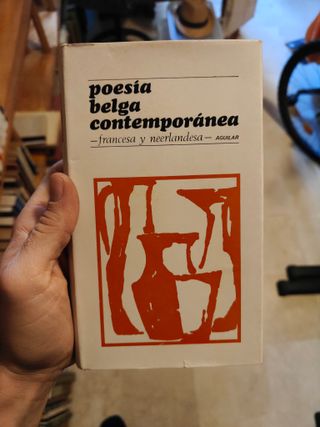 poesía
belga
contemporánea
—francesa y neerlandesa— AGUILAR